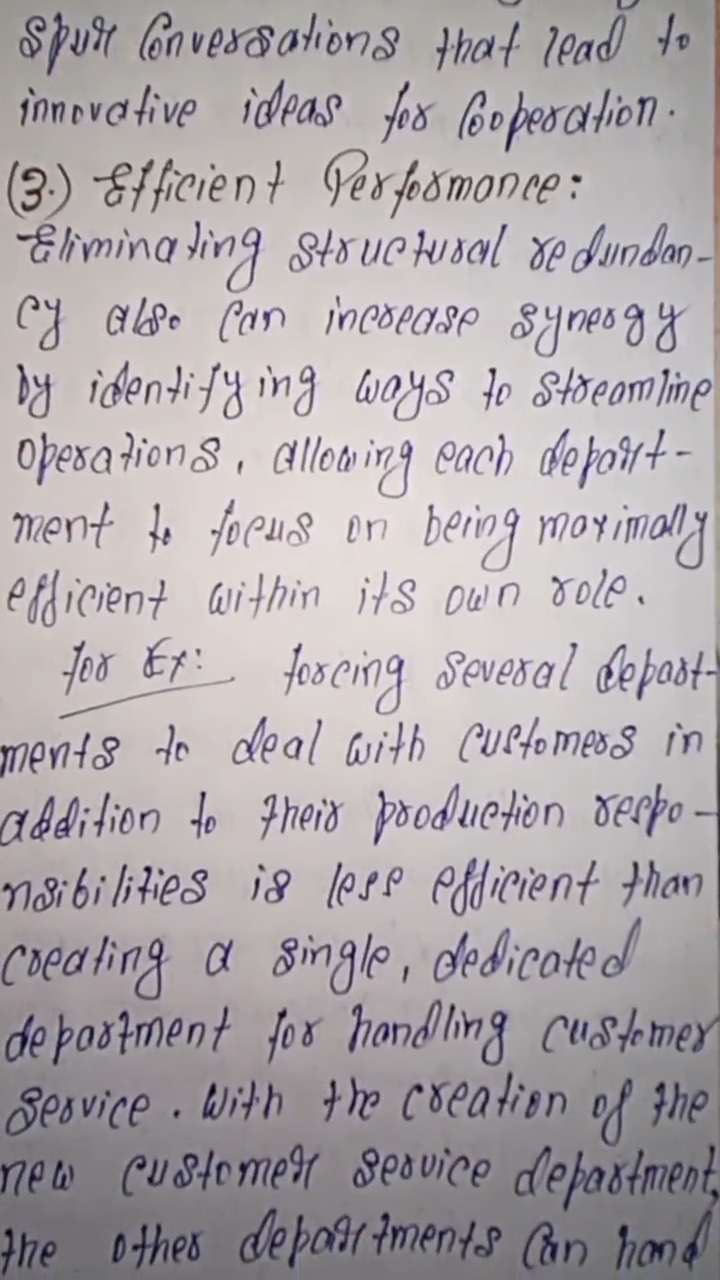 spur conversations that lead to
innovative ideas for cooperation.
(3.) Efficient Performance:
Eliminating structural redundan-
cy also can increase synergy
by identifying ways to streamline
operations, allowing each depart-
ment to focus on being maximally
efficient within its own role.
for Ex: forcing several depart-
ments to deal with customers in
addition to their production respo-
nsibilities is less efficient than
creating a single, dedicated
department for handling customer
service. With the creation of the
new customer service department,
the other departments can hand